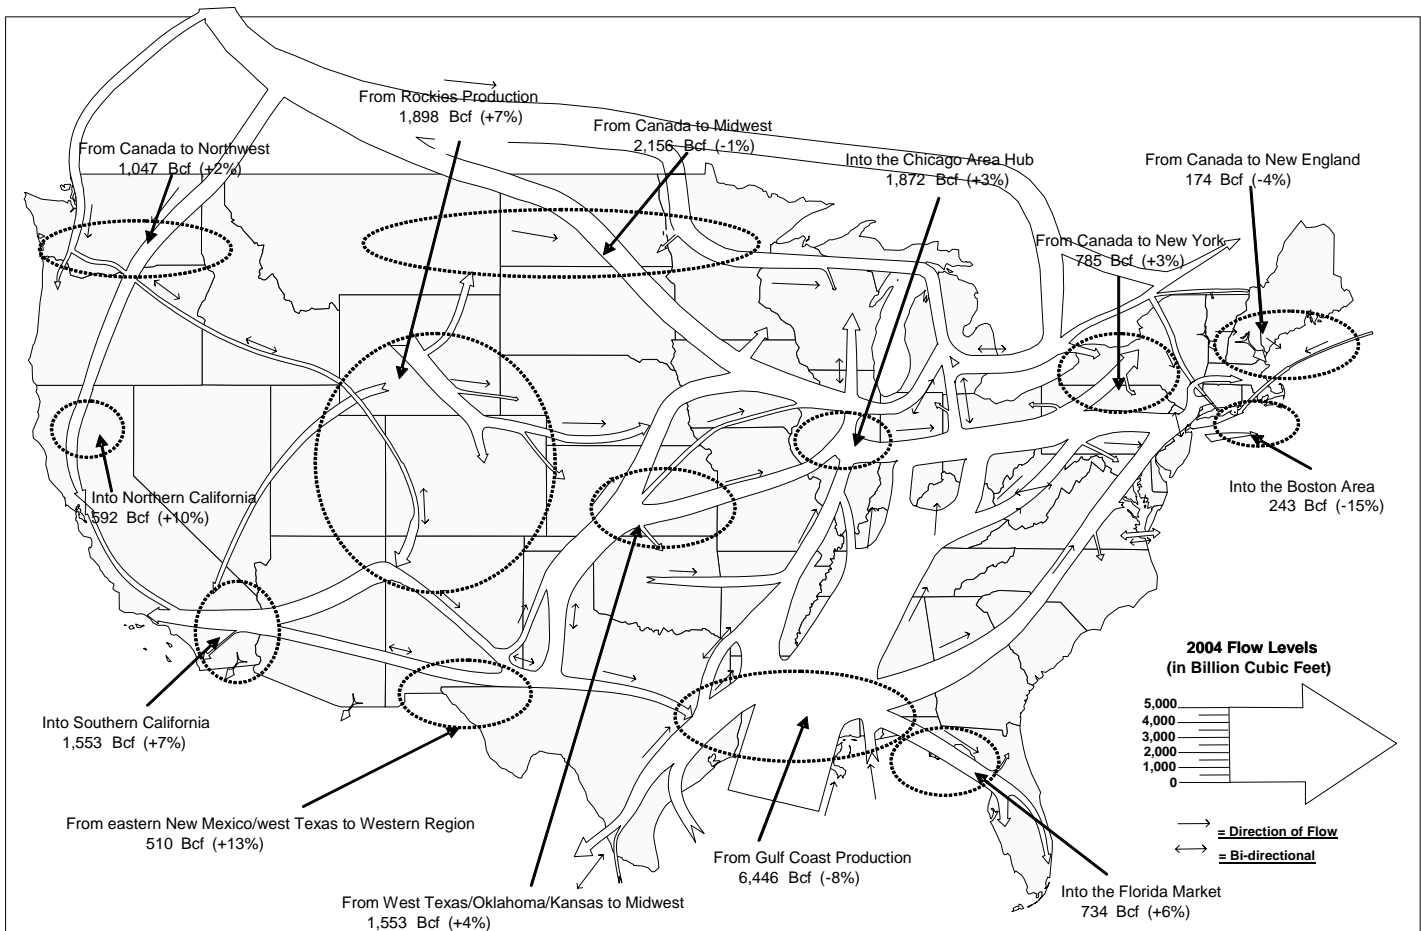 From Rockies Production
1,898 Bcf (+7%)
From Canada to Midwest
2,156 Bcf (-1%)
From Canada to Northwest
1,047 Bcf (+2%)
Into the Chicago Area Hub
1,872 Bcf (+3%)
From Canada to New England
174 Bcf (-4%)
From Canada to New York
785 Bcf (+3%)
Into Northern California
592 Bcf (+10%)
Into the Boston Area
243 Bcf (-15%)
2004 Flow Levels
(in Billion Cubic Feet)
5,000
4,000
3,000
2,000
1,000
0
= Direction of Flow
= Bi-directional
Into Southern California
1,553 Bcf (+7%)
From eastern New Mexico/west Texas to Western Region
510 Bcf (+13%)
From Gulf Coast Production
6,446 Bcf (-8%)
Into the Florida Market
734 Bcf (+6%)
From West Texas/Oklahoma/Kansas to Midwest
1,553 Bcf (+4%)